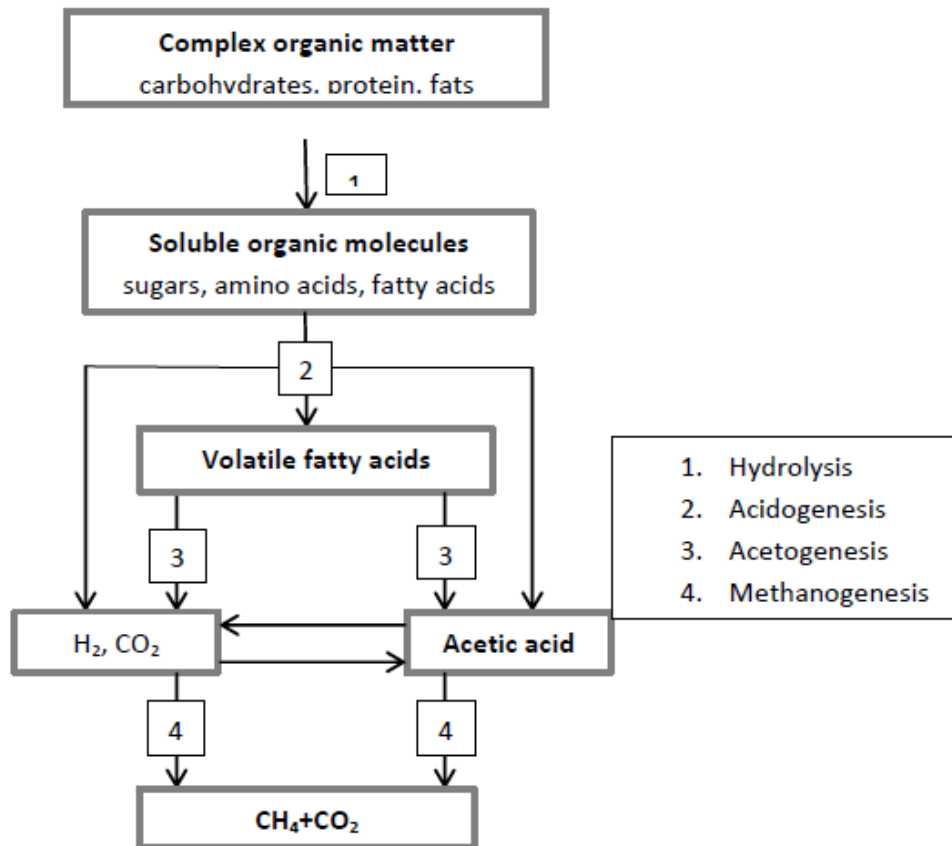 Complex organic matter
carbohydrates, protein, fats
1
Soluble organic molecules
sugars, amino acids, fatty acids
2
Volatile fatty acids
3
3
1. Hydrolysis
2. Acidogenesis
3. Acetogenesis
4. Methanogenesis
H₂, CO₂
Acetic acid
4
4
CH₄+CO₂